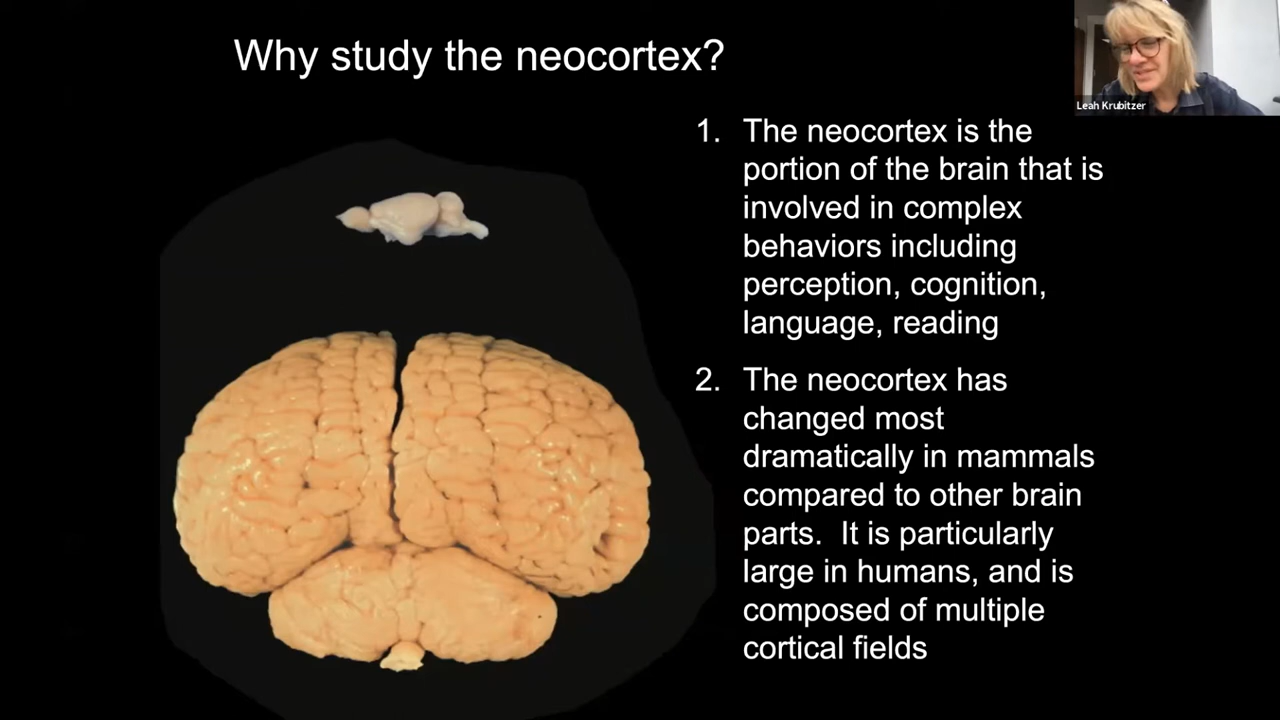 Why study the neocortex?
Leah Krubitzer
1. The neocortex is the
portion of the brain that is
involved in complex
behaviors including
perception, cognition,
language, reading
2. The neocortex has
changed most
dramatically in mammals
compared to other brain
parts.  It is particularly
large in humans, and is
composed of multiple
cortical fields